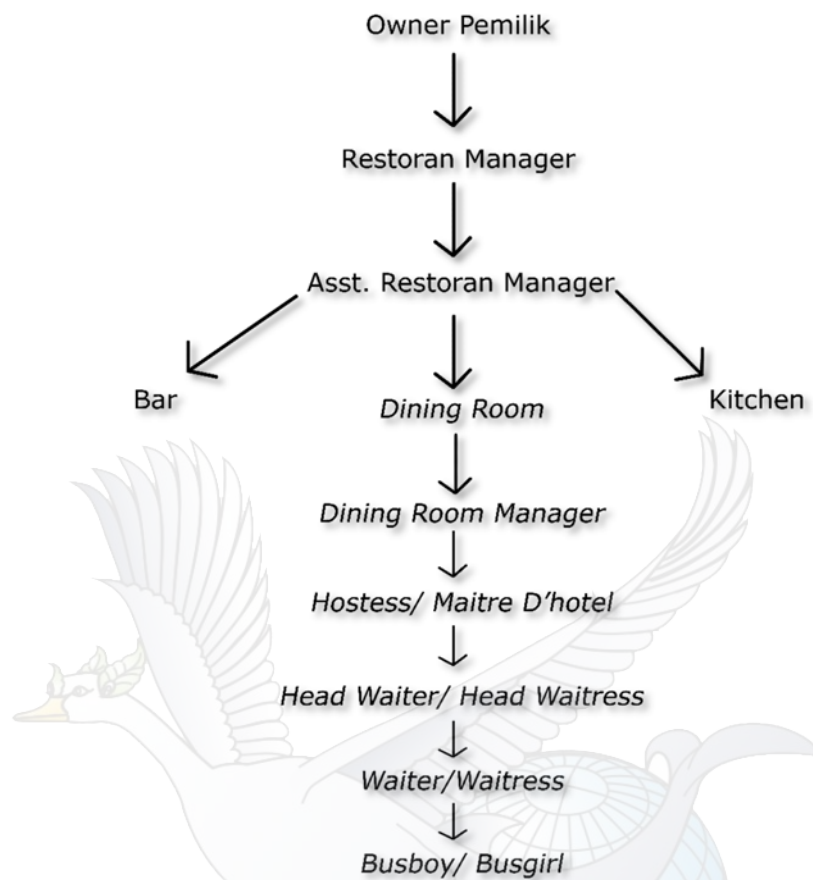 Owner Pemilik
Restoran Manager
Asst. Restoran Manager
Bar
Dining Room
Kitchen
Dining Room Manager
Hostess/ Maitre D'hotel
Head Waiter/ Head Waitress
Waiter/Waitress
Busboy/ Busgirl